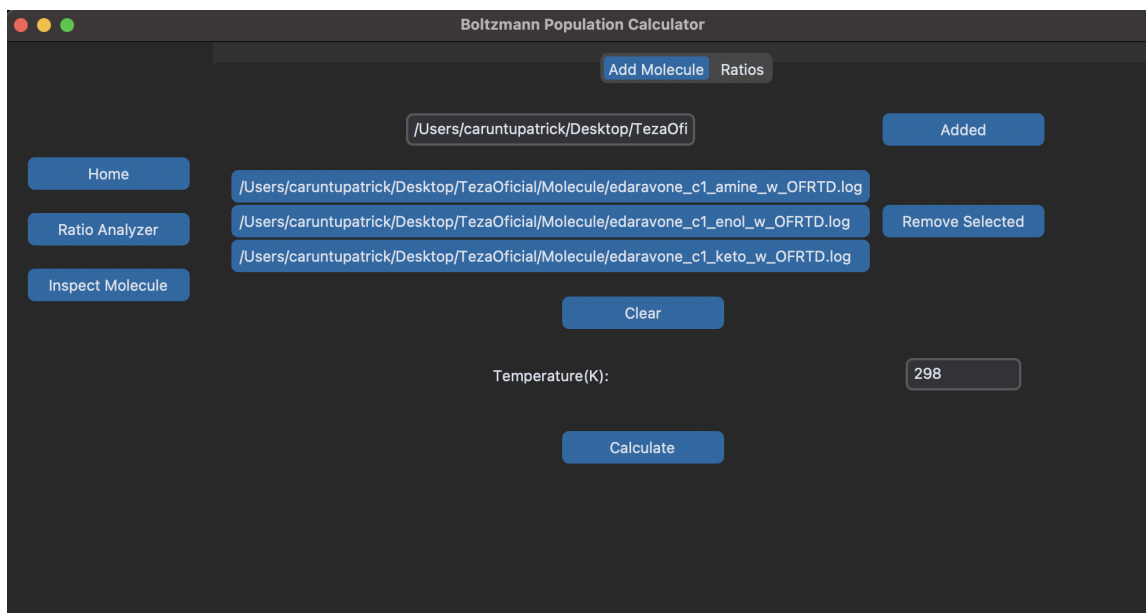 Boltzmann Population Calculator
Add Molecule Ratios
/Users/caruntupatrick/Desktop/TezaOfi
Added
Home
Ratio Analyzer
Inspect Molecule
/Users/caruntupatrick/Desktop/TezaOficial/Molecule/edaravone_c1_amine_w_OFRTD.log
/Users/caruntupatrick/Desktop/TezaOficial/Molecule/edaravone_c1_enol_w_OFRTD.log
/Users/caruntupatrick/Desktop/TezaOficial/Molecule/edaravone_c1_keto_w_OFRTD.log
Remove Selected
Clear
Temperature(K):
298
Calculate